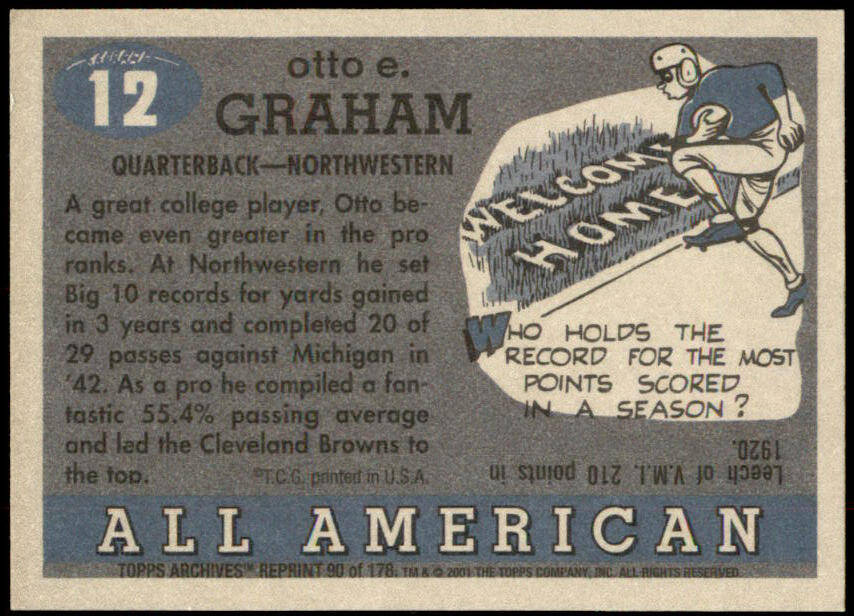 12
otto e.
GRAHAM
QUARTERBACK—NORTHWESTERN
A great college player, Otto be-
came even greater in the pro
ranks. At Northwestern he set
Big 10 records for yards gained
in 3 years and completed 20 of
29 passes against Michigan in
'42. As a pro he compiled a fan-
tastic 55.4% passing average
and led the Cleveland Browns to
the top.
©T.C.G. printed in U.S.A.
WELCOME
HOME
WHO HOLDS THE
RECORD FOR THE MOST
POINTS SCORED
IN A SEASON?
Leech of V.M.I. 210 points in
1920.
ALL AMERICAN
TOPPS ARCHIVES™ REPRINT 90 of 178. TM & © 2001 THE TOPPS COMPANY, INC. ALL RIGHTS RESERVED.